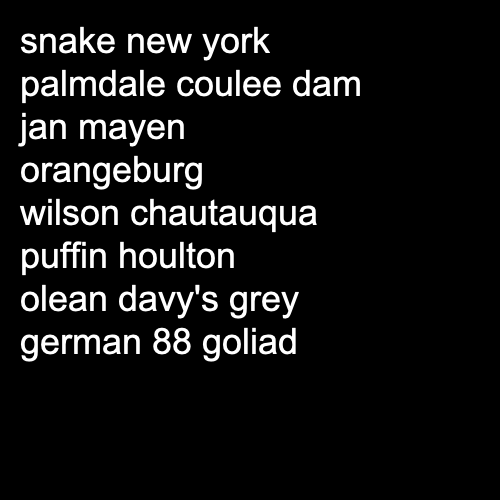 snake new york
palmdale coulee dam
jan mayen
orangeburg
wilson chautauqua
puffin houlton
olean davy's grey
german 88 goliad